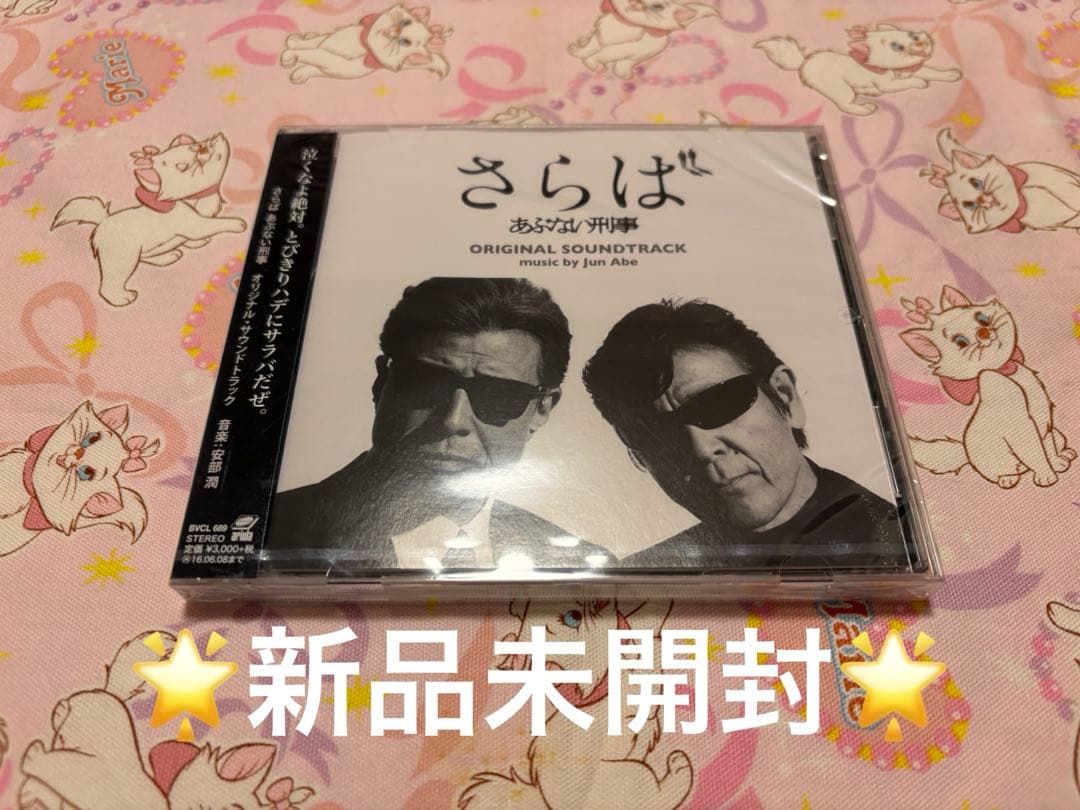 さらば
あぶない刑事
ORIGINAL SOUNDTRACK
music by Jun Abe
泣くなよ絶対。とびきりハデにサラバだぜ。
さらば あぶない刑事 オリジナル・サウンドトラック 音楽:安部 潤
BVCL 689
STEREO
定価 ¥3,000+税
16.06.08まで
ariola
Marie
Marie
🌟新品未開封🌟